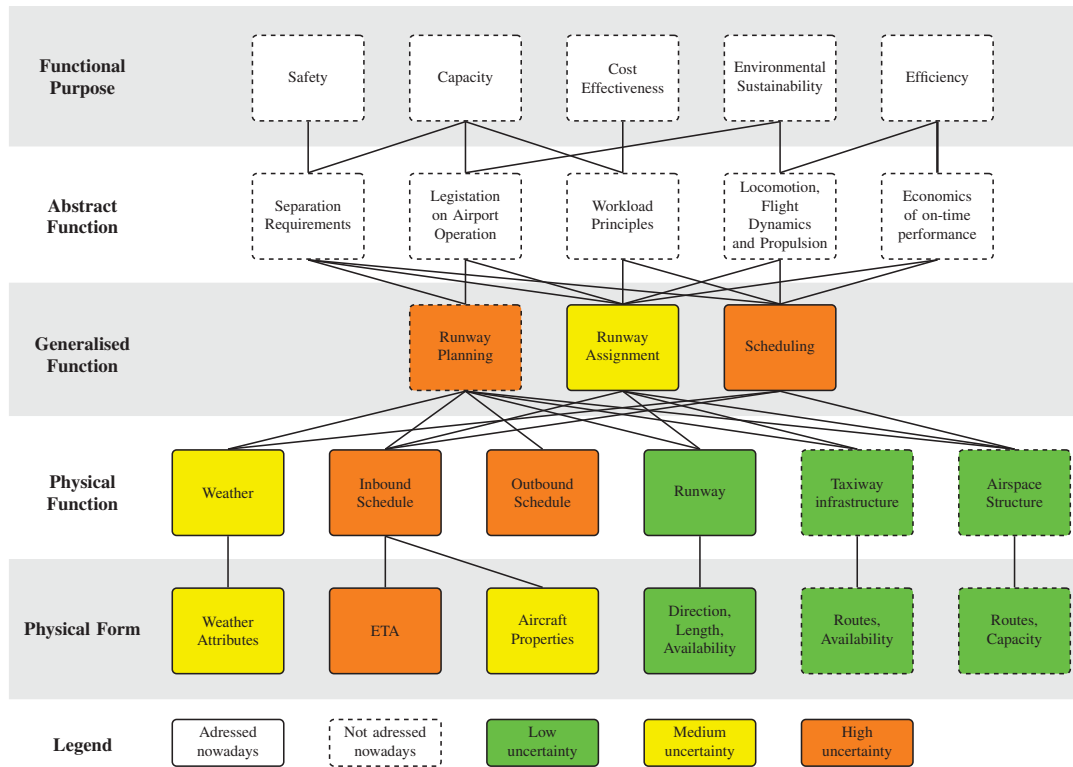 Functional
Purpose
Safety
Capacity
Cost
Effectiveness
Environmental
Sustainability
Efficiency
Abstract
Function
Separation
Requirements
Legistation
on Airport
Operation
Workload
Principles
Locomotion,
Flight
Dynamics
and Propulsion
Economics
of on-time
performance
Generalised
Function
Runway
Planning
Runway
Assignment
Scheduling
Physical
Function
Weather
Inbound
Schedule
Outbound
Schedule
Runway
Taxiway
infrastructure
Airspace
Structure
Physical Form
Weather
Attributes
ETA
Aircraft
Properties
Direction,
Length,
Availability
Routes,
Availability
Routes,
Capacity
Legend
Adressed
nowadays
Not adressed
nowadays
Low
uncertainty
Medium
uncertainty
High
uncertainty